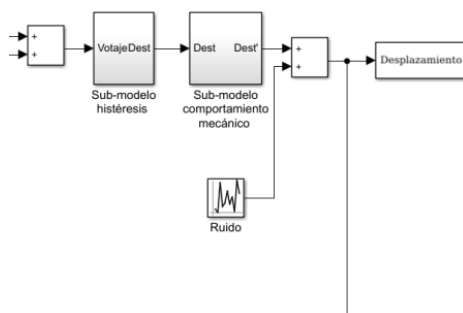 +
+
VotajeDest
Sub-modelo
histéresis
Dest Dest'
Sub-modelo
comportamiento
mecánico
+
+
Desplazamiento
Ruido